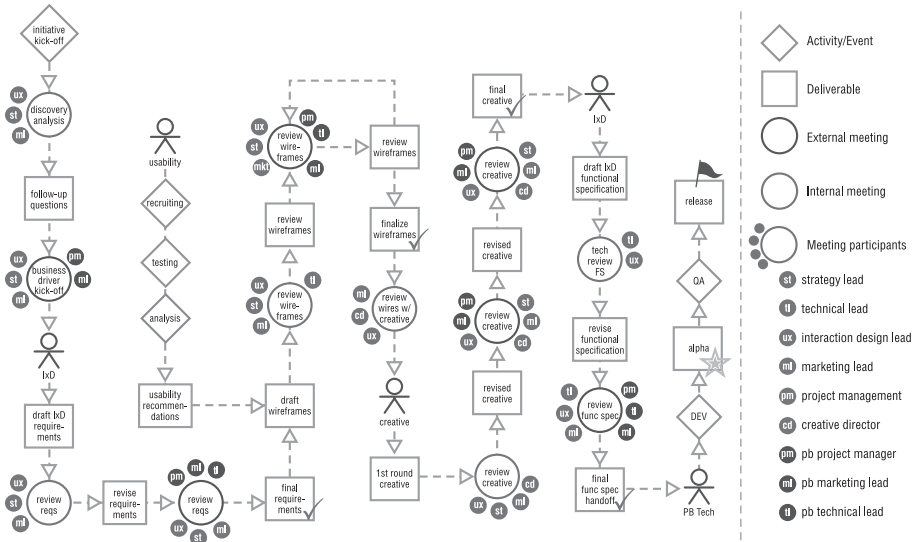 initiative
kick-off
ux
st
ml
discovery
analysis
follow-up
questions
ux
st
ml
pm
ml
business
driver
kick-off
IxD
draft IxD
require-
ments
ux
st
ml
review
reqs
revise
require-
ments
pm
ml
tl
review
reqs
ux
st
ml
final
require-
ments
usability
recruiting
testing
analysis
usability
recommen-
dations
draft
wireframes
ux
st
ml
tl
review
wire-
frames
review
wireframes
ux
st
mkt
pm
tl
ml
review
wire-
frames
review
wireframes
finalize
wireframes
ml
cd
ux
review
wires w/
creative
creative
1st round
creative
review
creative
cd
ml
st
ux
revised
creative
pm
ml
ux
st
ml
cd
review
creative
revised
creative
pm
ml
ux
st
ml
cd
review
creative
final
creative
IxD
draft IxD
functional
specification
tech
review
FS
tl
ux
revise
functional
specification
tl
ux
ml
pm
tl
ml
review
func spec
final
func spec
handoff
PB Tech
DEV
alpha
QA
release
Activity/Event
Deliverable
External meeting
Internal meeting
Meeting participants
st strategy lead
tl technical lead
ux interaction design lead
ml marketing lead
pm project management
cd creative director
pm pb project manager
ml pb marketing lead
tl pb technical lead